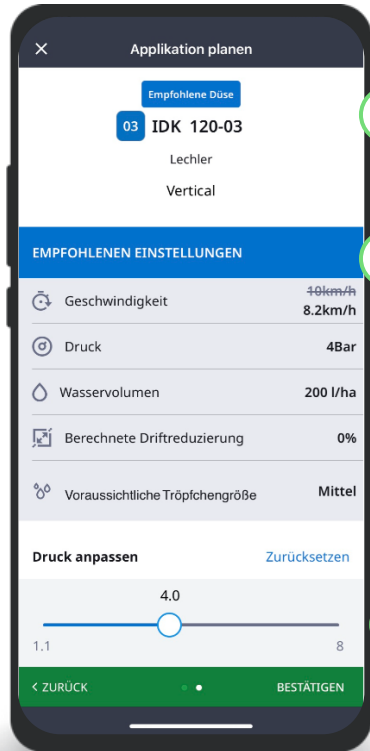 Applikation planen
Empfohlene Düse
03 IDK 120-03
Lechler
Vertical
EMPFOHLENEN EINSTELLUNGEN
Geschwindigkeit 10km/h
8.2km/h
Druck 4Bar
Wasservolumen 200 l/ha
Berechnete Driftreduzierung 0%
Voraussichtliche Tröpfchengröße Mittel
Druck anpassen Zurücksetzen
4.0
1.1 8
< ZURÜCK BESTÄTIGEN